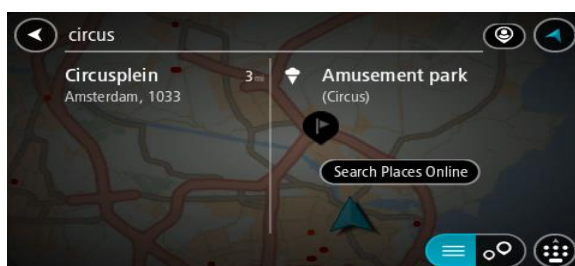 circus
Circusplein
3 mi
Amsterdam, 1033
Amusement park
(Circus)
Search Places Online